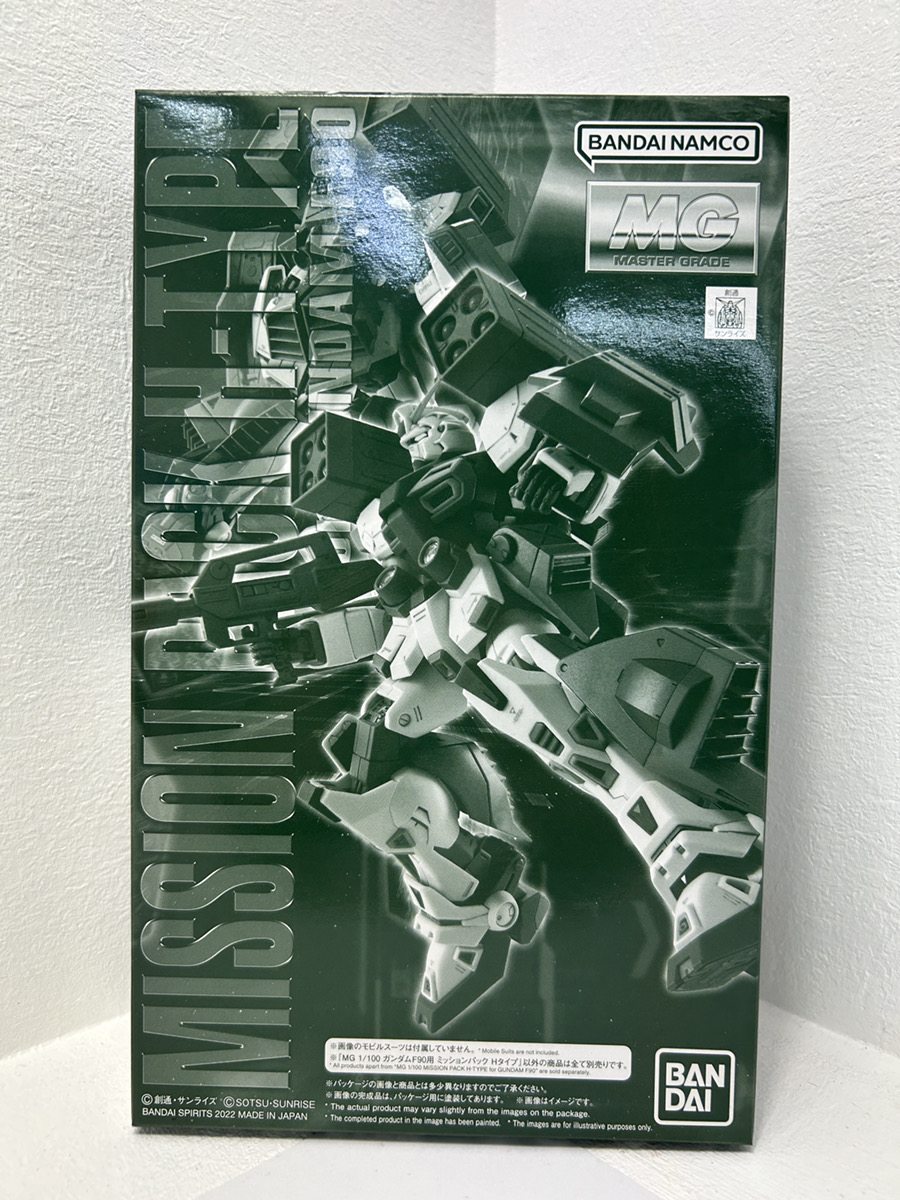 BANDAI NAMCO
MG
MASTER GRADE
創通
©
サンライズ
MISSION PACK H-TYPE
※画像のモビルスーツは付属していません。 * Mobile Suits are not included.
※「MG 1/100 ガンダムF90用 ミッションパック Hタイプ」以外の商品は全て別売りです。
* All products apart from "MG 1/100 MISSION PACK H-TYPE for GUNDAM F90" are sold separately.
※パッケージの画像と商品とは多少異なりますのでご了承ください。
※画像の完成品は、パッケージ用に塗装してあります。 ※画像はイメージです。
* The actual product may vary slightly from the images on the package.
* The completed product in the image has been painted. * The images are for illustrative purposes only.
© 創通・サンライズ ©SOTSU・SUNRISE
BANDAI SPIRITS 2022 MADE IN JAPAN
BAN
DAI